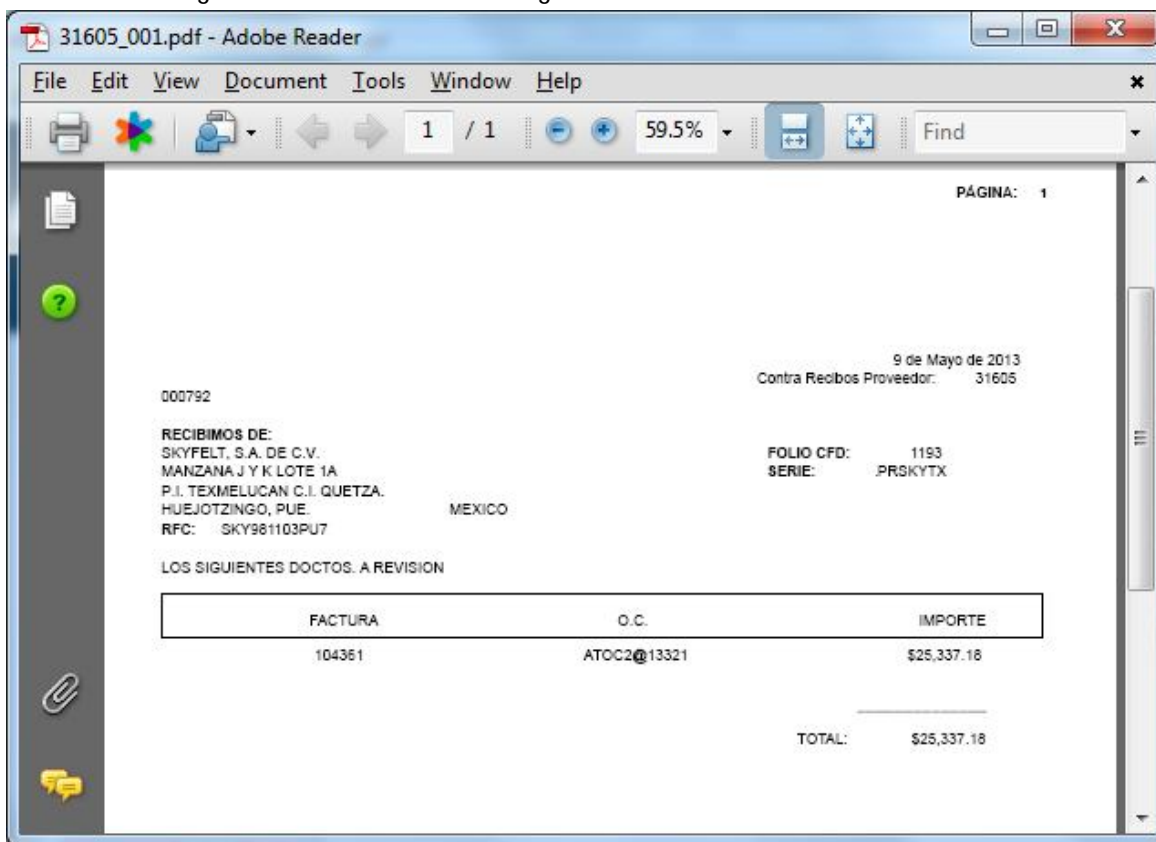 31605_001.pdf - Adobe Reader
File Edit View Document Tools Window Help
1 / 1 59.5% Find
PÁGINA: 1
9 de Mayo de 2013
Contra Recibos Proveedor: 31605
000792
RECIBIMOS DE:
SKYFELT, S.A. DE C.V. FOLIO CFD: 1193
MANZANA J Y K LOTE 1A SERIE: .PRSKYTX
P.I. TEXMELUCAN C.I. QUETZA.
HUEJOTZINGO, PUE. MEXICO
RFC: SKY981103PU7
LOS SIGUIENTES DOCTOS. A REVISION
FACTURA O.C. IMPORTE
104361 ATOC2@13321 $25,337.18
TOTAL: $25,337.18